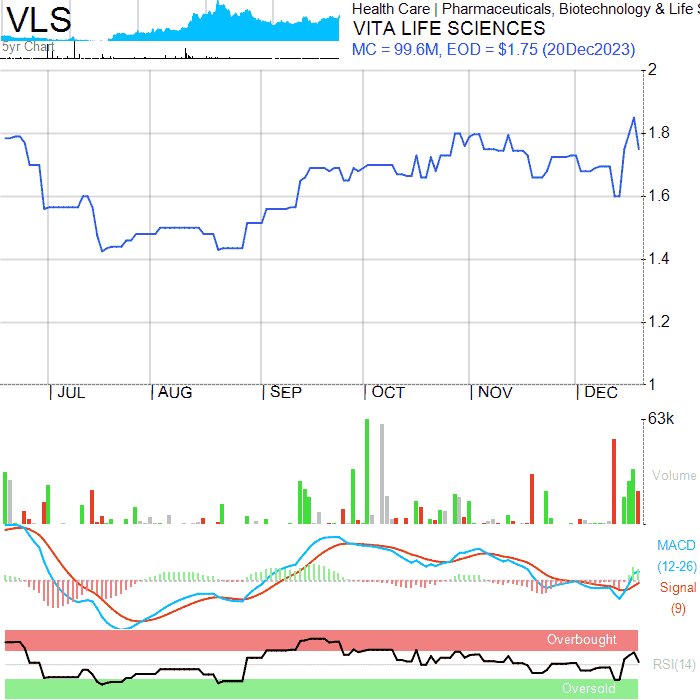 VLS
5yr Chart
Health Care | Pharmaceuticals, Biotechnology & Life S
VITA LIFE SCIENCES
MC = 99.6M, EOD = $1.75 (20Dec2023)
2
1.8
1.6
1.4
1.2
1
| JUL | AUG | SEP | OCT | NOV | DEC
63k
Volume
MACD
(12-26)
Signal
(9)
Overbought
RSI(14)
Oversold